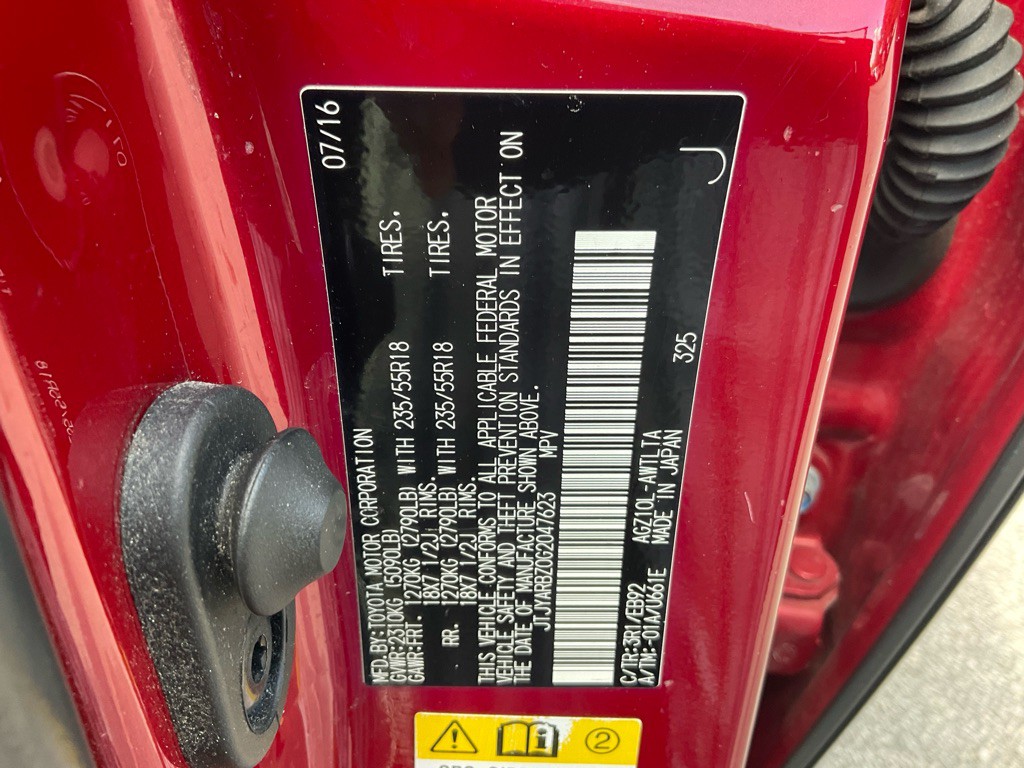 07/16
MFD.BY:TOYOTA MOTOR CORPORATION
GVWR:2310KG (5090LB)
GAWR:FRT. 1270KG (2790LB) WITH 235/55R18 TIRES.
18X7 1/2J RIMS.
RR. 1270KG (2790LB) WITH 235/55R18 TIRES.
18X7 1/2J RIMS.
THIS VEHICLE CONFORMS TO ALL APPLICABLE FEDERAL MOTOR
VEHICLE SAFETY AND THEFT PREVENTION STANDARDS IN EFFECT ON
THE DATE OF MANUFACTURE SHOWN ABOVE.
JTJYARBZ0G2047623 MPV
C/TR:3R1/EB22 AGZ10L-AWTLTA
A/TM:-01A/U661E MADE IN JAPAN 325
J
2